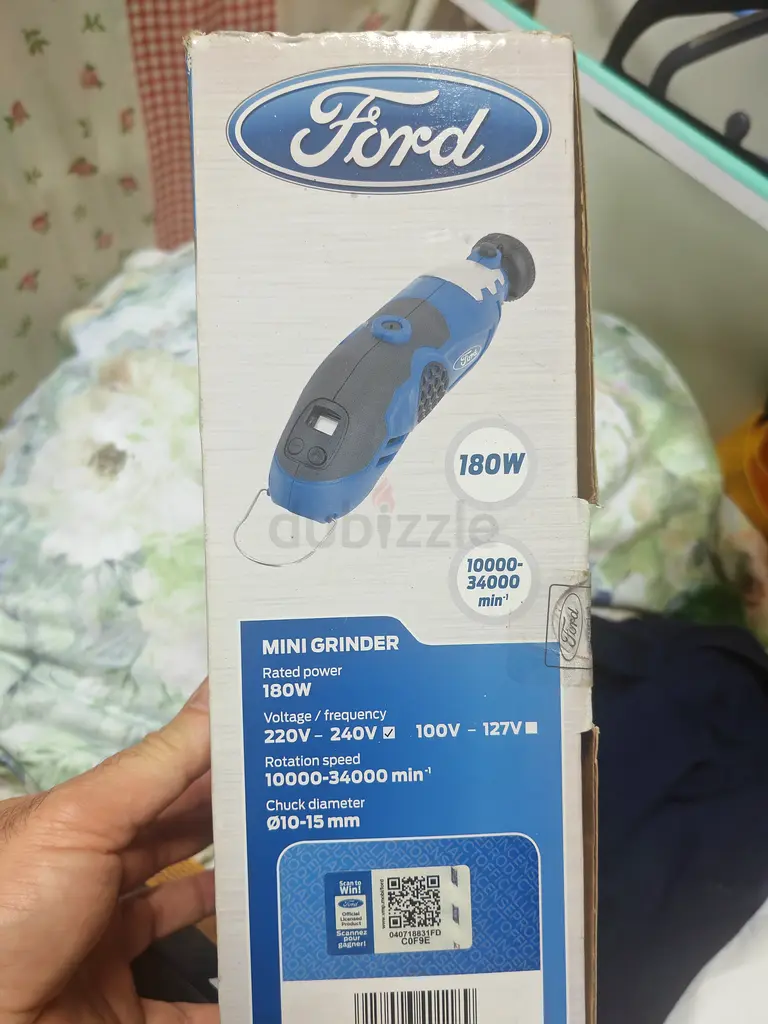 Ford
Ford
180W
dubizzle
10000-
34000
min⁻¹
Ford
MINI GRINDER
Rated power
180W
Voltage / frequency
220V – 240V ☑ 100V – 127V ■
Rotation speed
10000-34000 min⁻¹
Chuck diameter
Ø10-15 mm
Scan to
Win!
Ford
Official
Licensed
Product
Scannez
pour
gagner!
040716831FD
C0F9E